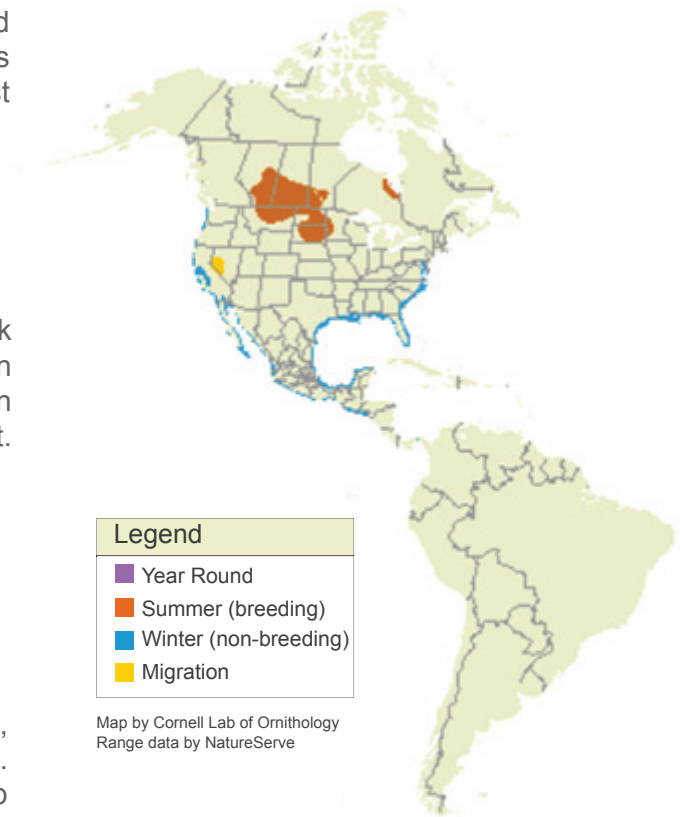 d
s
st
k
n
n
t.
Legend
Year Round
Summer (breeding)
Winter (non-breeding)
Migration
Map by Cornell Lab of Ornithology
Range data by NatureServe
,
.
o